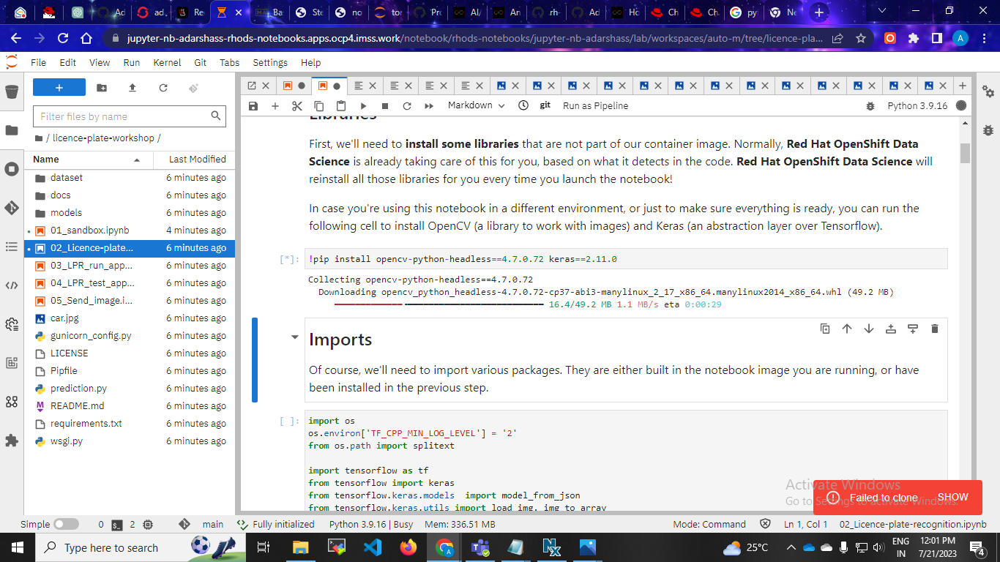 Ad
ad.
Re
Ba
Ste
no
tor
Pro
AI/
An
rh-
Ad
Ho
Ch
Ch
py
Ne
jupyter-nb-adarshass-rhods-notebooks.apps.ocp4.imss.work/notebook/rhods-notebooks/jupyter-nb-adarshass/lab/workspaces/auto-m/tree/licence-pla...
A
File Edit View Run Kernel Git Tabs Settings Help
Filter files by name
/ licence-plate-workshop /
Name Last Modified
dataset 6 minutes ago
docs 6 minutes ago
models 6 minutes ago
01_sandbox.ipynb 4 minutes ago
02_Licence-plate... 6 minutes ago
03_LPR_run_app... 6 minutes ago
04_LPR_test_app... 6 minutes ago
05_Send_image.i... 6 minutes ago
car.jpg 6 minutes ago
gunicorn_config.py 6 minutes ago
LICENSE 6 minutes ago
Pipfile 6 minutes ago
prediction.py 6 minutes ago
README.md 6 minutes ago
requirements.txt 6 minutes ago
wsgi.py 6 minutes ago
Markdown git Run as Pipeline Python 3.9.16
Libraries
First, we'll need to install some libraries that are not part of our container image. Normally, Red Hat OpenShift Data
Science is already taking care of this for you, based on what it detects in the code. Red Hat OpenShift Data Science will
reinstall all those libraries for you every time you launch the notebook!
In case you're using this notebook in a different environment, or just to make sure everything is ready, you can run the
following cell to install OpenCV (a library to work with images) and Keras (an abstraction layer over Tensorflow).
[*]: !pip install opencv-python-headless==4.7.0.72 keras==2.11.0
Collecting opencv-python-headless==4.7.0.72
Downloading opencv_python_headless-4.7.0.72-cp37-abi3-manylinux_2_17_x86_64.manylinux2014_x86_64.whl (49.2 MB)
16.4/49.2 MB 1.1 MB/s eta 0:00:29
Imports
Of course, we'll need to import various packages. They are either built in the notebook image you are running, or have
been installed in the previous step.
[ ]: import os
os.environ['TF_CPP_MIN_LOG_LEVEL'] = '2'
from os.path import splitext
import tensorflow as tf
from tensorflow import keras
from tensorflow.keras.models  import model_from_json
from tensorflow.keras.utils import load_img, img_to_array
Activate Windows
Go to Settings to activate Windows.
Failed to clone SHOW
Simple 0 2 main Fully initialized Python 3.9.16 | Busy Mem: 336.51 MB Mode: Command Ln 1, Col 1 02_Licence-plate-recognition.ipynb
Type here to search
25°C
ENG
IN
12:01 PM
7/21/2023
4